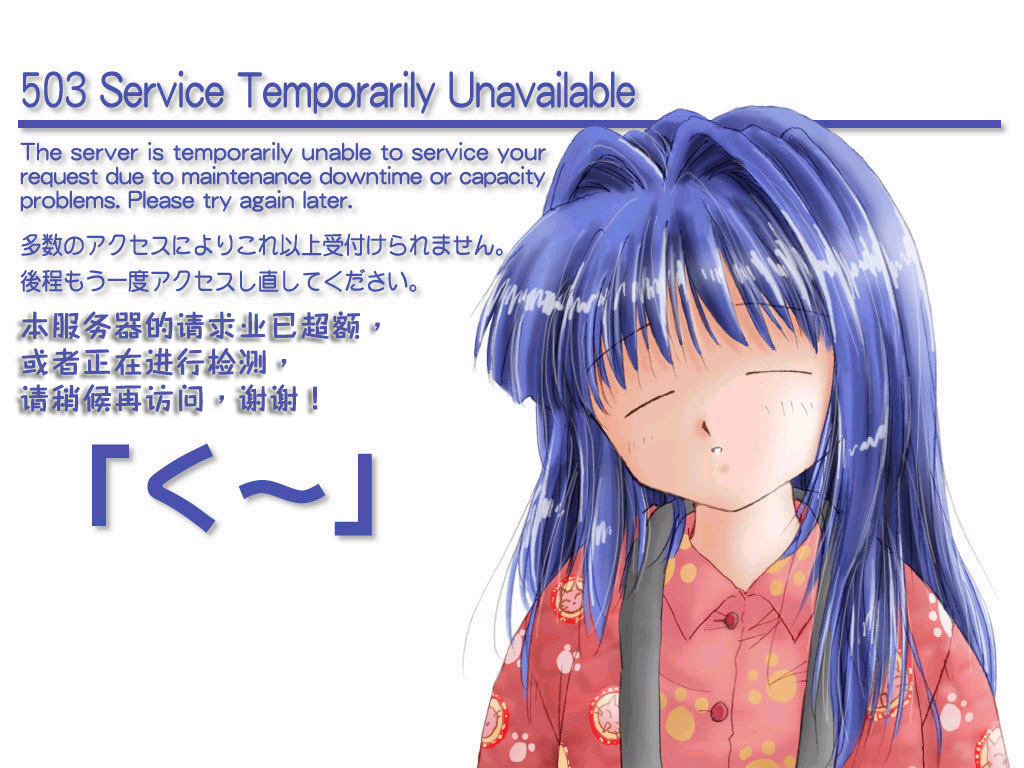 503 Service Temporarily Unavailable
The server is temporarily unable to service your
request due to maintenance downtime or capacity
problems. Please try again later.
多数のアクセスによりこれ以上受付けられません。
後程もう一度アクセスし直してください。
本服务器的请求业已超额，
或者正在进行检测，
请稍候再访问，谢谢！
「く～」